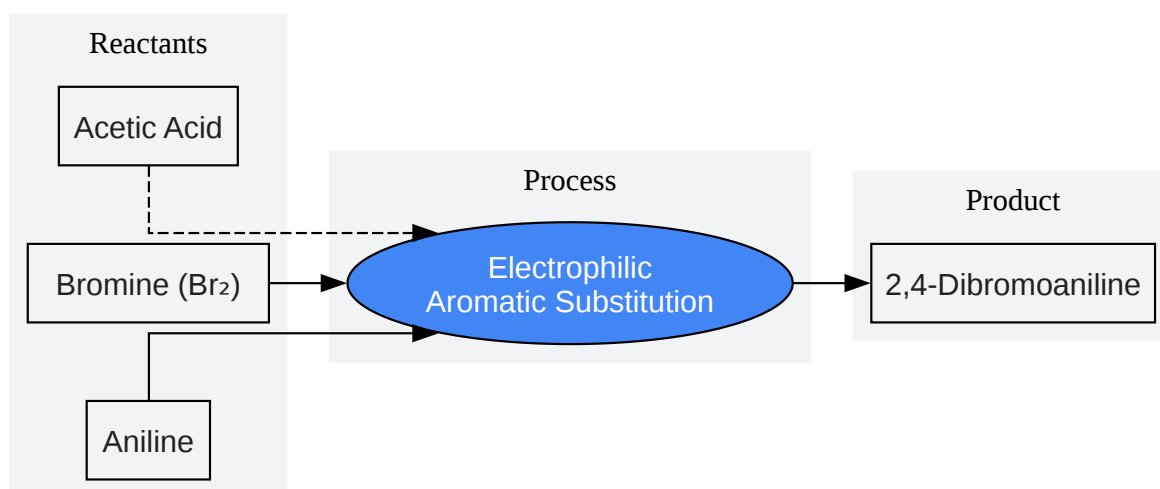 Reactants
Acetic Acid
Bromine (Br₂)
Aniline
Process
Electrophilic
Aromatic Substitution
Product
2,4-Dibromoaniline